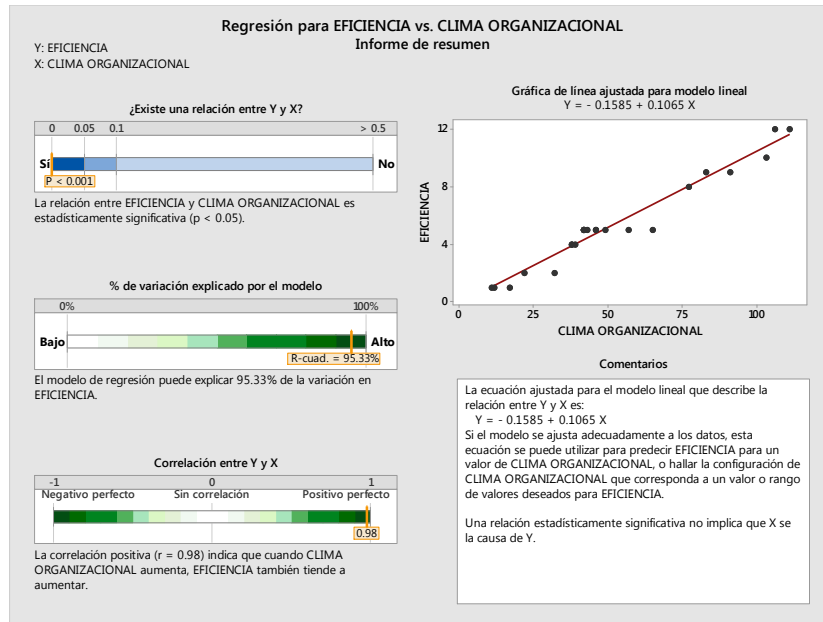 Regresión para EFICIENCIA vs. CLIMA ORGANIZACIONAL
Informe de resumen
Y: EFICIENCIA
X: CLIMA ORGANIZACIONAL
¿Existe una relación entre Y y X?
0 0.05 0.1 > 0.5
Sí No
P < 0.001
La relación entre EFICIENCIA y CLIMA ORGANIZACIONAL es
estadísticamente significativa (p < 0.05).
% de variación explicado por el modelo
0% 100%
Bajo Alto
R-cuad. = 95.33%
El modelo de regresión puede explicar 95.33% de la variación en
EFICIENCIA.
Correlación entre Y y X
-1 0 1
Negativo perfecto Sin correlación Positivo perfecto
0.98
La correlación positiva (r = 0.98) indica que cuando CLIMA
ORGANIZACIONAL aumenta, EFICIENCIA también tiende a
aumentar.
Gráfica de línea ajustada para modelo lineal
Y = - 0.1585 + 0.1065 X
12
8
4
0
EFICIENCIA
0 25 50 75 100
CLIMA ORGANIZACIONAL
Comentarios
La ecuación ajustada para el modelo lineal que describe la
relación entre Y y X es:
Y = - 0.1585 + 0.1065 X
Si el modelo se ajusta adecuadamente a los datos, esta
ecuación se puede utilizar para predecir EFICIENCIA para un
valor de CLIMA ORGANIZACIONAL, o hallar la configuración de
CLIMA ORGANIZACIONAL que corresponda a un valor o rango
de valores deseados para EFICIENCIA.
Una relación estadísticamente significativa no implica que X se
la causa de Y.